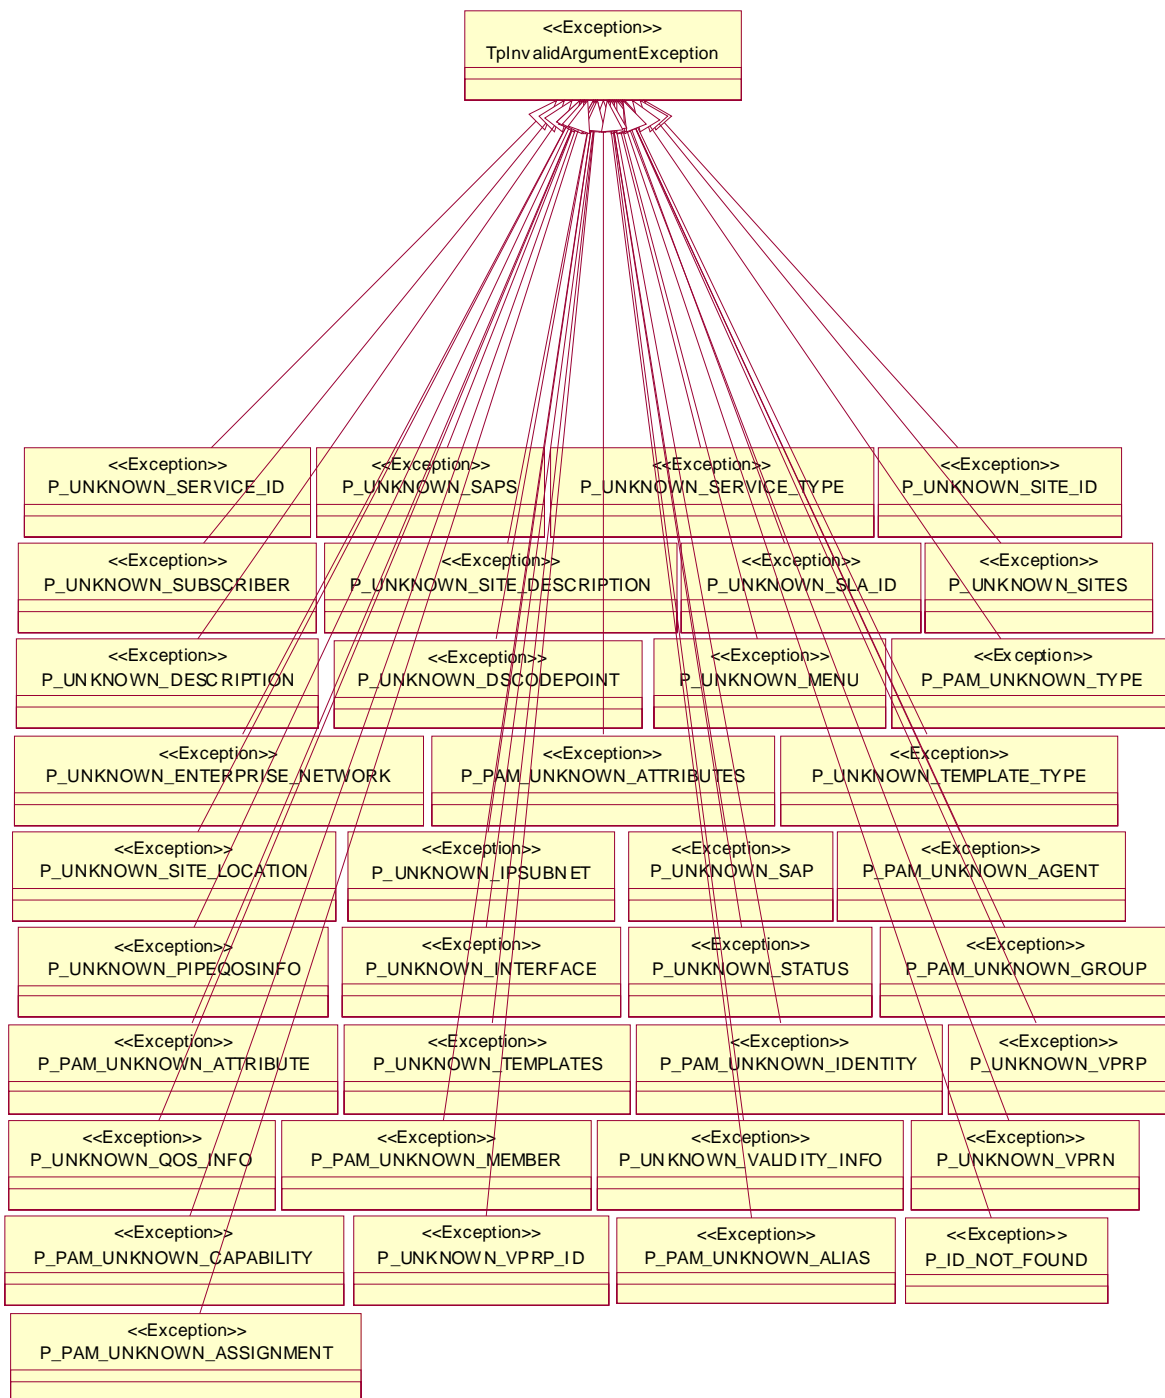 <<Exception>>
TpInvalidArgumentException
<<Exception>>
P_UNKNOWN_SERVICE_ID
<<Exception>>
P_UNKNOWN_SAPS
<<Exception>>
P_UNKNOWN_SERVICE_TYPE
<<Exception>>
P_UNKNOWN_SITE_ID
<<Exception>>
P_UNKNOWN_SUBSCRIBER
<<Exception>>
P_UNKNOWN_SITE_DESCRIPTION
<<Exception>>
P_UNKNOWN_SLA_ID
<<Exception>>
P_UNKNOWN_SITES
<<Exception>>
P_UNKNOWN_DESCRIPTION
<<Exception>>
P_UNKNOWN_DSCODEPOINT
<<Exception>>
P_UNKNOWN_MENU
<<Exception>>
P_PAM_UNKNOWN_TYPE
<<Exception>>
P_UNKNOWN_ENTERPRISE_NETWORK
<<Exception>>
P_PAM_UNKNOWN_ATTRIBUTES
<<Exception>>
P_UNKNOWN_TEMPLATE_TYPE
<<Exception>>
P_UNKNOWN_SITE_LOCATION
<<Exception>>
P_UNKNOWN_IPSUBNET
<<Exception>>
P_UNKNOWN_SAP
<<Exception>>
P_PAM_UNKNOWN_AGENT
<<Exception>>
P_UNKNOWN_PIPEQOSINFO
<<Exception>>
P_UNKNOWN_INTERFACE
<<Exception>>
P_UNKNOWN_STATUS
<<Exception>>
P_PAM_UNKNOWN_GROUP
<<Exception>>
P_PAM_UNKNOWN_ATTRIBUTE
<<Exception>>
P_UNKNOWN_TEMPLATES
<<Exception>>
P_PAM_UNKNOWN_IDENTITY
<<Exception>>
P_UNKNOWN_VPRP
<<Exception>>
P_UNKNOWN_QOS_INFO
<<Exception>>
P_PAM_UNKNOWN_MEMBER
<<Exception>>
P_UNKNOWN_VALIDITY_INFO
<<Exception>>
P_UNKNOWN_VPRN
<<Exception>>
P_PAM_UNKNOWN_CAPABILITY
<<Exception>>
P_UNKNOWN_VPRP_ID
<<Exception>>
P_PAM_UNKNOWN_ALIAS
<<Exception>>
P_ID_NOT_FOUND
<<Exception>>
P_PAM_UNKNOWN_ASSIGNMENT